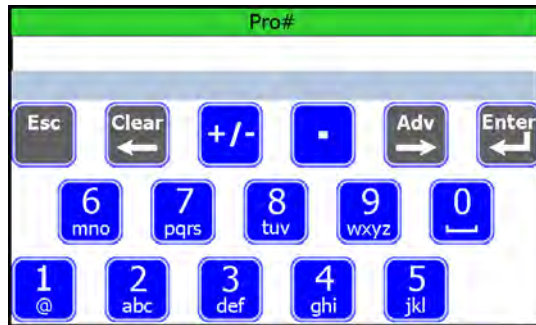 Pro#
Esc Clear +/- . Adv Enter
6 7 8 9 0
mno pqrs tuv wxyz
1 2 3 4 5
@ abc def ghi jkl